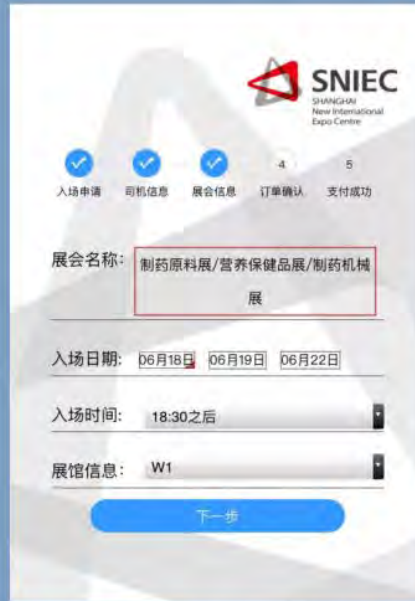 SNIEC
SHANGHAI
New International
Expo Centre
4
5
入场申请
司机信息
展会信息
订单确认
支付成功
展会名称:
制药原料展/营养保健品展/制药机械
展
入场日期:
06月18日
06月19日
06月22日
入场时间:
18:30之后
展馆信息:
W1
下一步